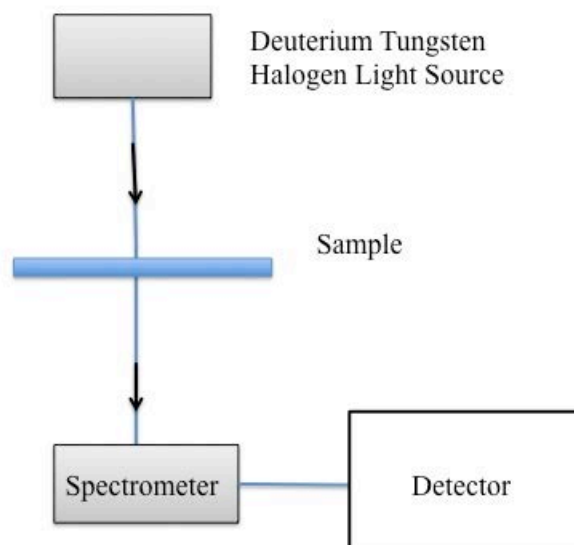 Deuterium Tungsten
Halogen Light Source
Sample
Spectrometer
Detector